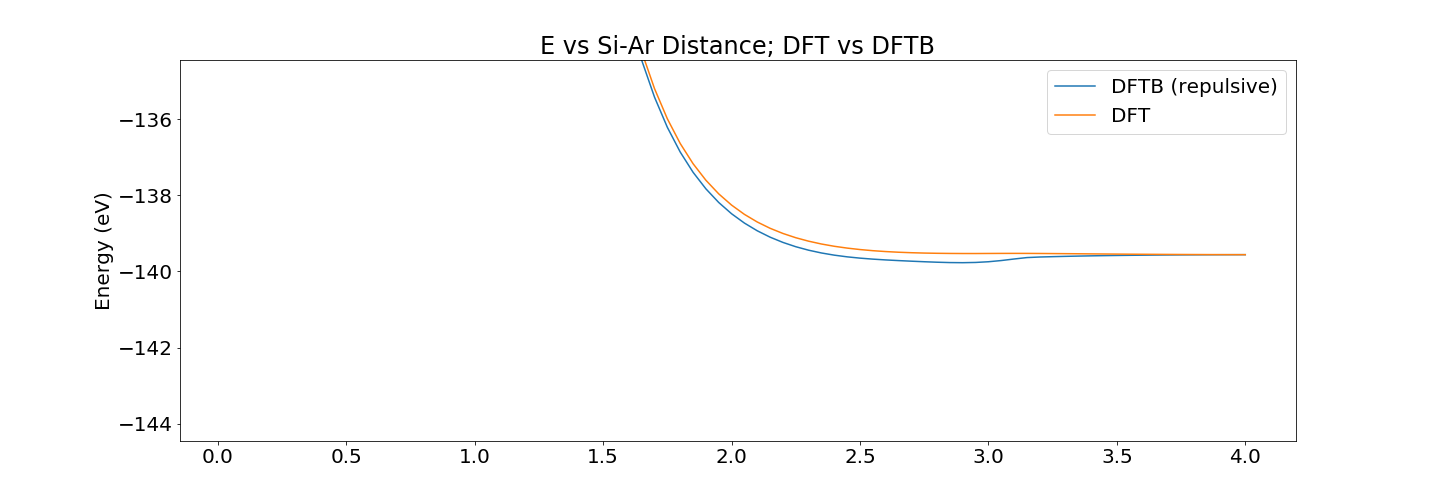 E vs Si-Ar Distance; DFT vs DFTB
DFTB (repulsive)
DFT
Energy (eV)
−136
−138
−140
−142
−144
0.0 0.5 1.0 1.5 2.0 2.5 3.0 3.5 4.0